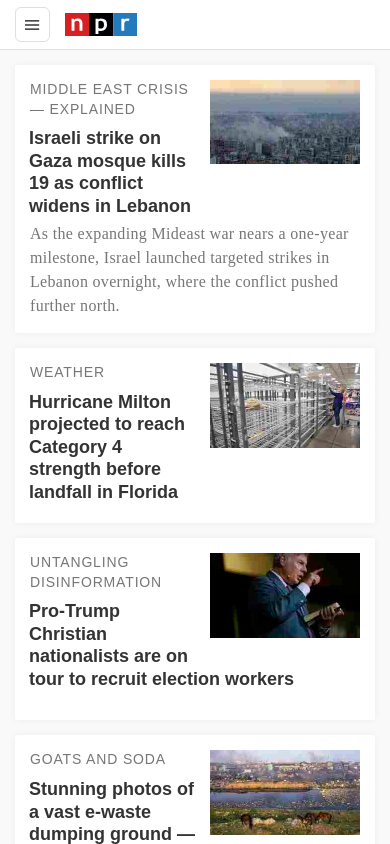 npr
MIDDLE EAST CRISIS
— EXPLAINED
Israeli strike on
Gaza mosque kills
19 as conflict
widens in Lebanon
As the expanding Mideast war nears a one-year
milestone, Israel launched targeted strikes in
Lebanon overnight, where the conflict pushed
further north.
WEATHER
Hurricane Milton
projected to reach
Category 4
strength before
landfall in Florida
UNTANGLING
DISINFORMATION
Pro-Trump
Christian
nationalists are on
tour to recruit election workers
GOATS AND SODA
Stunning photos of
a vast e-waste
dumping ground —